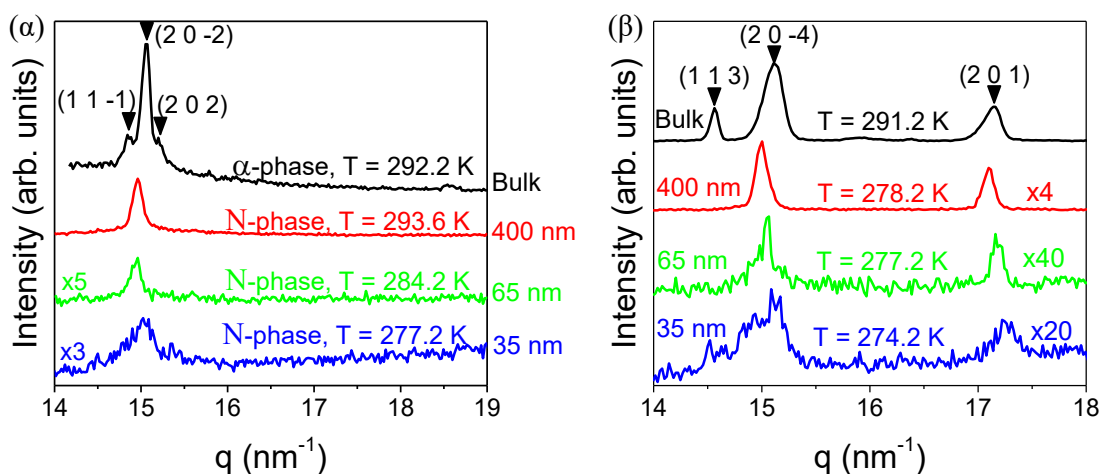 (α)
Intensity (arb. units)
(2 0 -2)
(1 1 -1)
(2 0 2)
α-phase, T = 292.2 K
Bulk
N-phase, T = 293.6 K
400 nm
x5
N-phase, T = 284.2 K
65 nm
x3
N-phase, T = 277.2 K
35 nm
14 15 16 17 18 19
q (nm-1)
(β)
Intensity (arb. units)
(2 0 -4)
(1 1 3)
(2 0 1)
Bulk
T = 291.2 K
400 nm
T = 278.2 K
x4
65 nm
T = 277.2 K
x40
35 nm
T = 274.2 K
x20
14 15 16 17 18
q (nm-1)